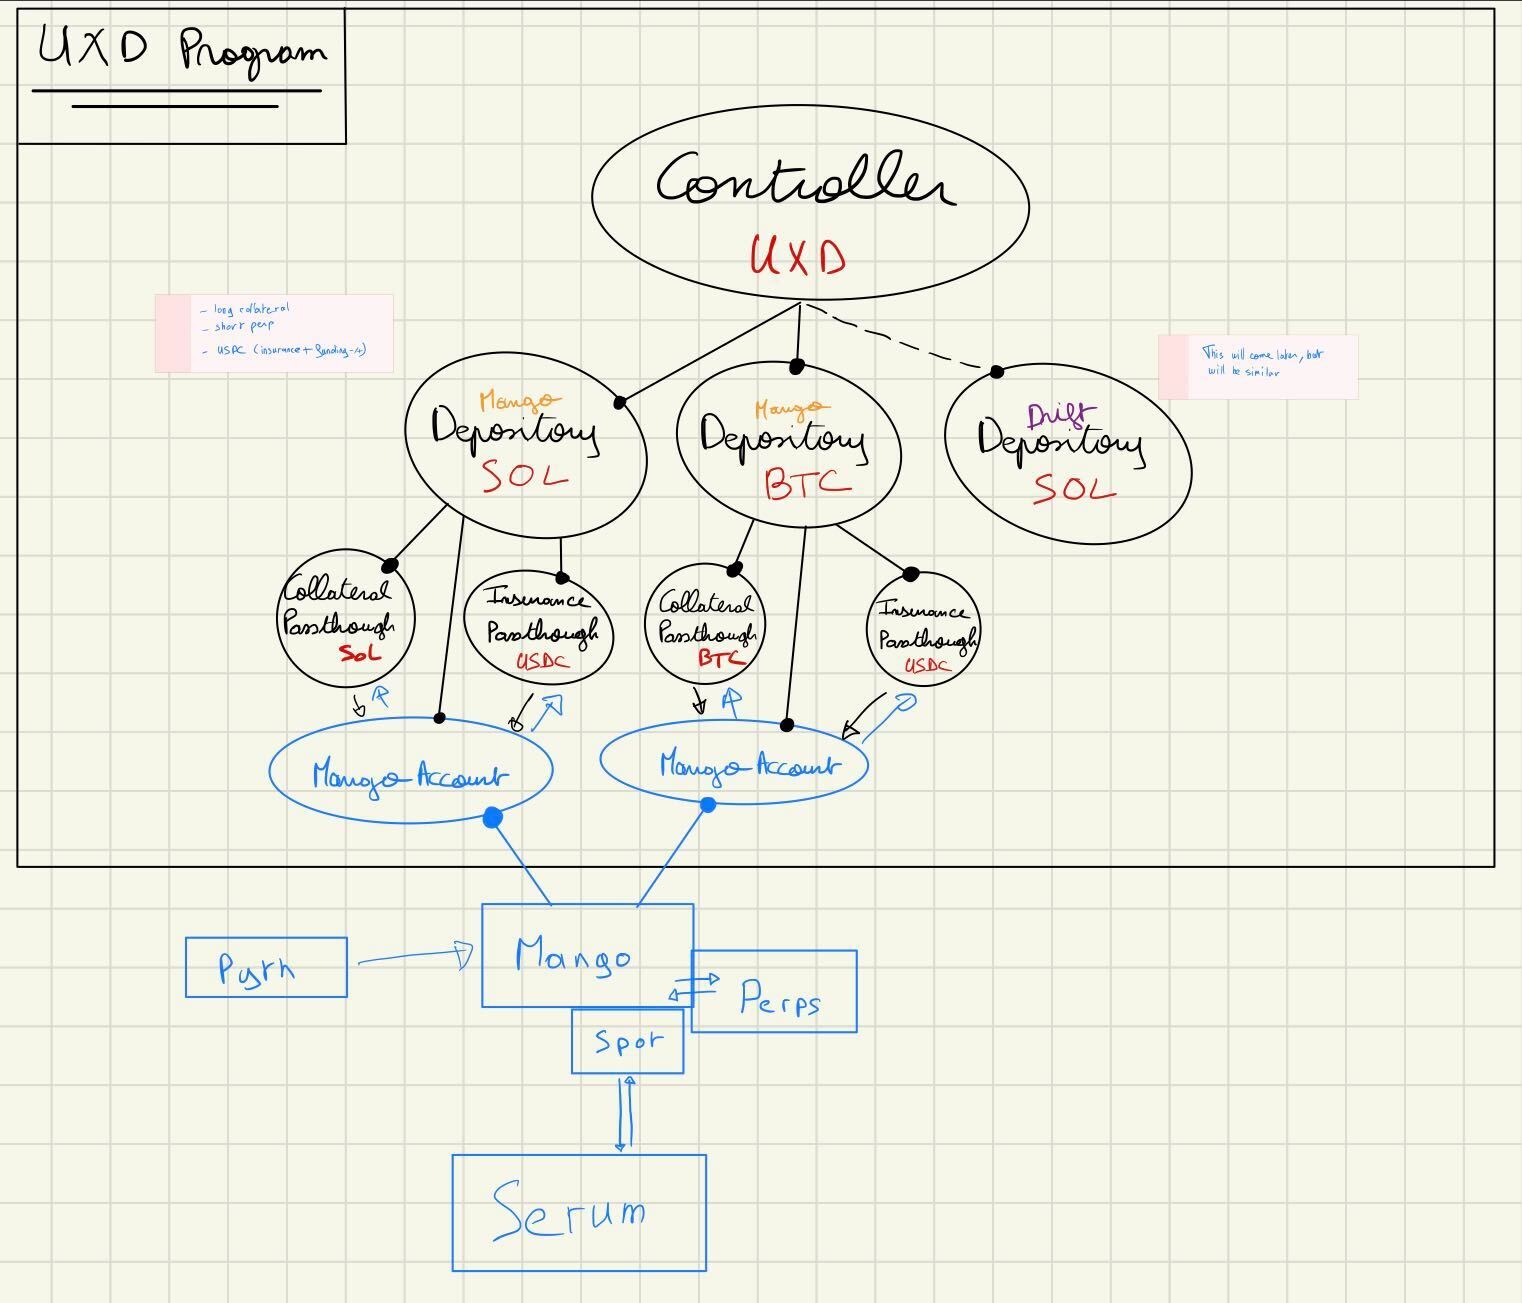 UXD Program
Controller
UXD
- long collateral
- short perp
- USDC (insurance + funding -/+)
This will come later, but
will be similar
Mango
Depository
SOL
Mango
Depository
BTC
Drift
Depository
SOL
Collateral
Passthough
SOL
Insurance
Passthough
USDC
Collateral
Passthough
BTC
Insurance
Passthough
USDC
Mango Account
Mango Account
Pyth
Mango
Perps
Spot
Serum